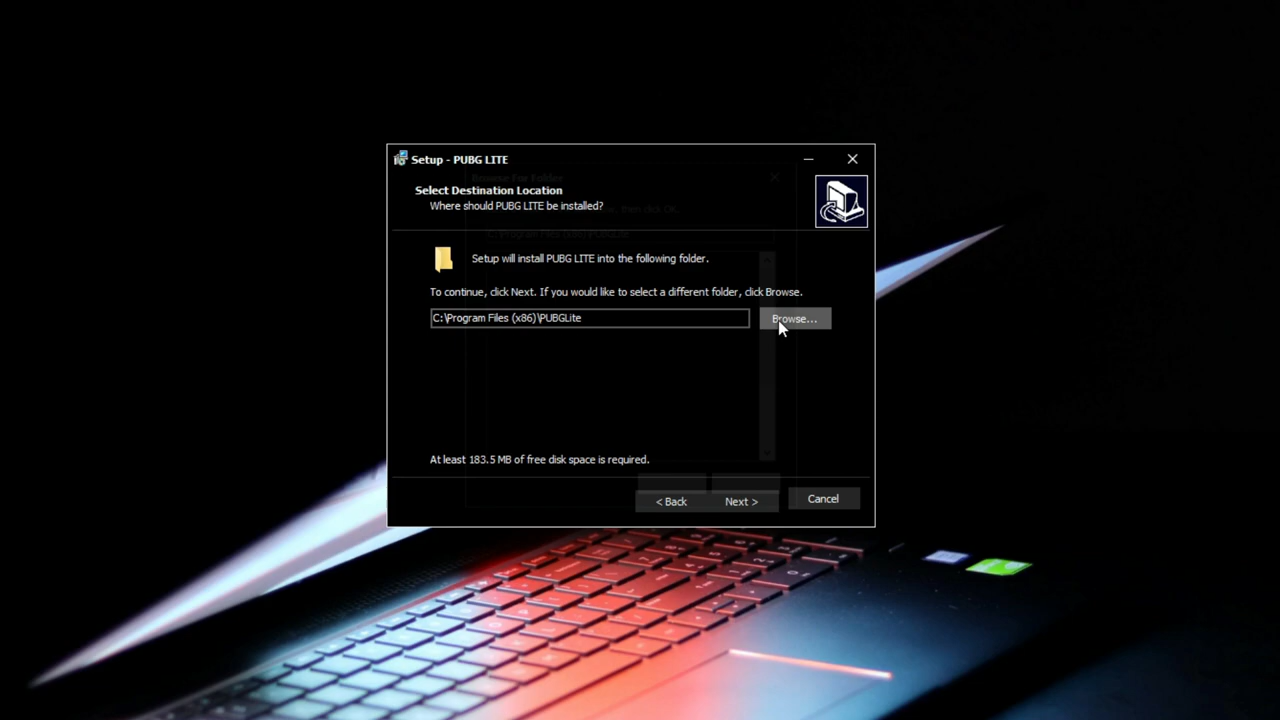 Setup - PUBG LITE
Select Destination Location
Where should PUBG LITE be installed?
Setup will install PUBG LITE into the following folder.
To continue, click Next. If you would like to select a different folder, click Browse.
C:\Program Files (x86)\PUBGLite
Browse...
At least 183.5 MB of free disk space is required.
< Back
Next >
Cancel